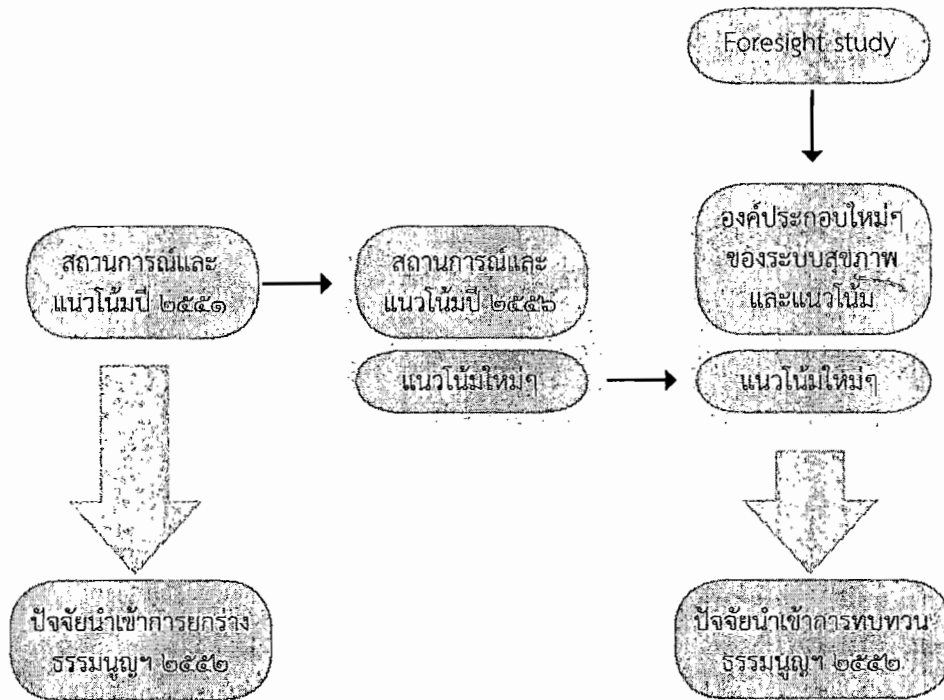 Foresight study
องค์ประกอบใหม่ๆ
ของระบบสุขภาพ
และแนวโน้ม
สถานการณ์และ
แนวโน้มปี ๒๕๕๑
สถานการณ์และ
แนวโน้มปี ๒๕๕๖
แนวโน้มใหม่ๆ
แนวโน้มใหม่ๆ
ปัจจัยนำเข้าการยกร่าง
ธรรมนูญฯ ๒๕๕๒
ปัจจัยนำเข้าการทบทวน
ธรรมนูญฯ ๒๕๕๒